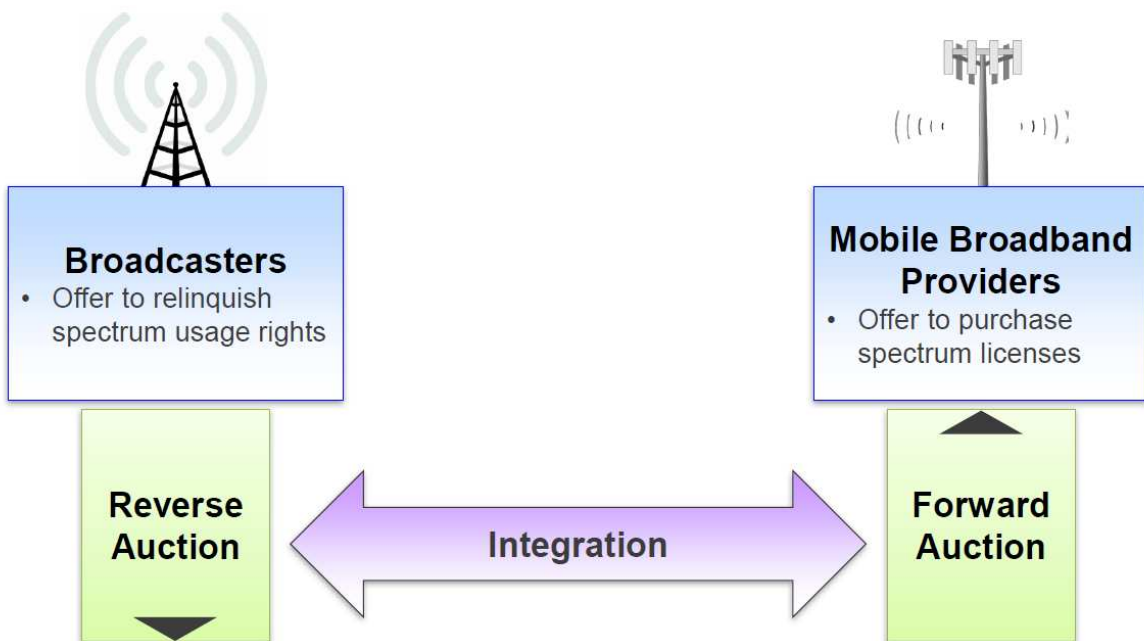 Broadcasters
• Offer to relinquish
spectrum usage rights
Mobile Broadband
Providers
• Offer to purchase
spectrum licenses
Reverse
Auction
Integration
Forward
Auction